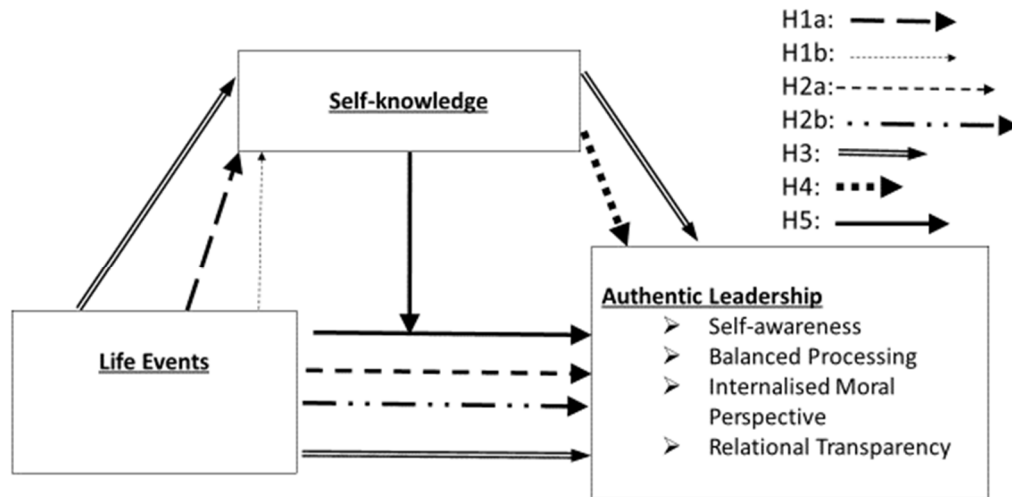 H1a:
H1b:
H2a:
H2b:
H3:
H4:
H5:
Self-knowledge
Life Events
Authentic Leadership
Self-awareness
Balanced Processing
Internalised Moral
Perspective
Relational Transparency